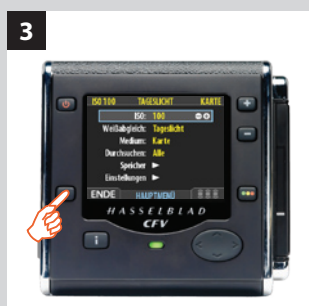 3
ISO 100 TAGESLICHT KARTE
ISO: 100
Weißabgleich: Tageslicht
Medium: Karte
Durchsuchen: Alle
Speicher
Einstellungen
ENDE HAUPTMENÜ
HASSELBLAD
CFV
i